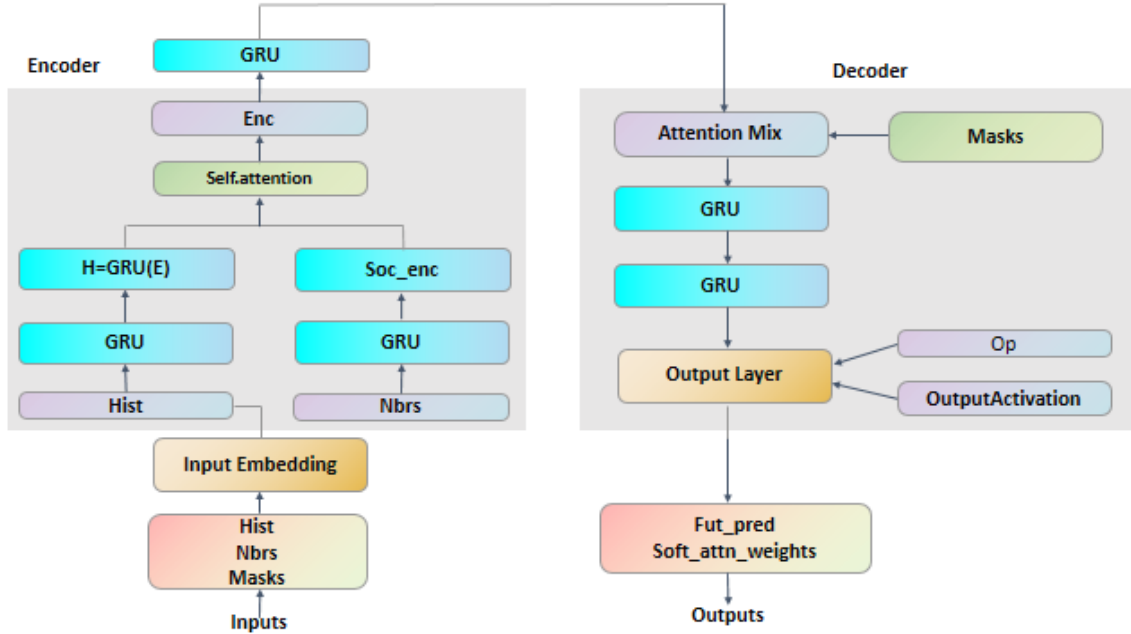 Encoder
GRU
Enc
Self.attention
H=GRU(E)
Soc_enc
GRU
GRU
Hist
Nbrs
Input Embedding
Hist
Nbrs
Masks
Inputs
Decoder
Attention Mix
Masks
GRU
GRU
Output Layer
Op
OutputActivation
Fut_pred
Soft_attn_weights
Outputs